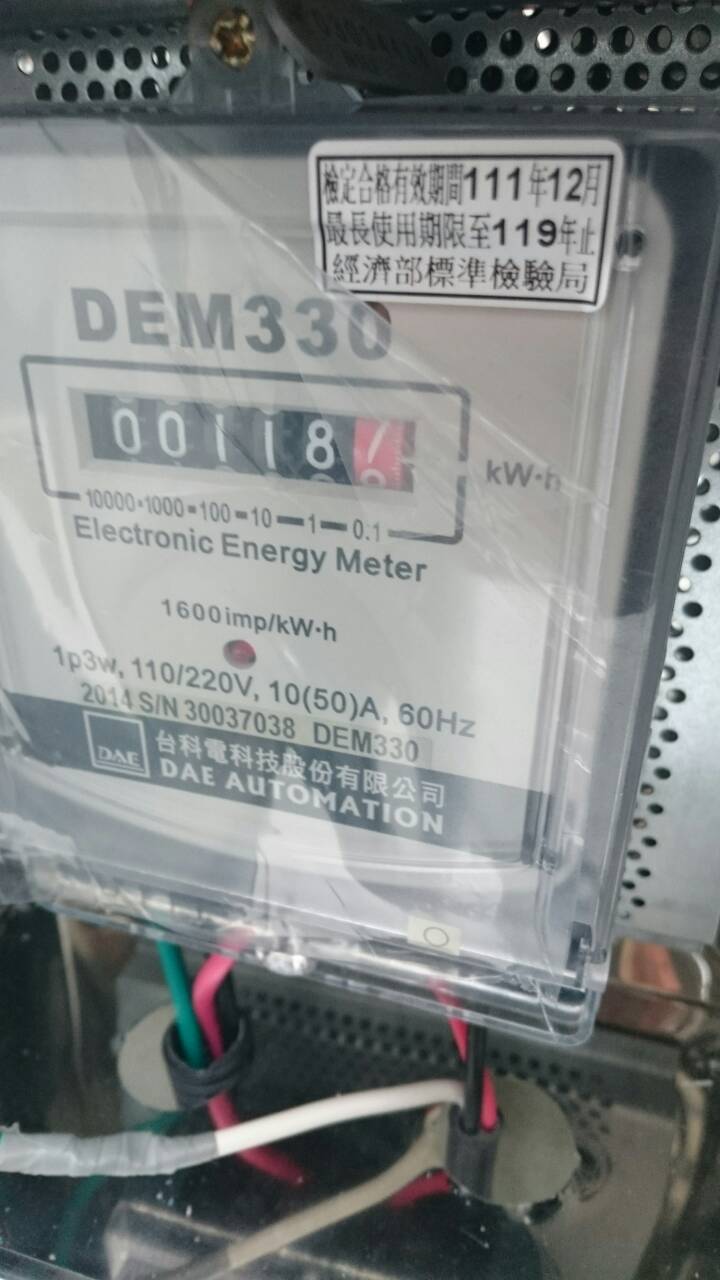 檢定合格有效期間111年12月
最長使用期限至119年止
經濟部標準檢驗局
DEM330
001187
kW·h
10000·1000·100-10—1—0.1
Electronic Energy Meter
1600imp/kW·h
1p3w, 110/220V, 10(50)A, 60Hz
2014 S/N 30037038 DEM330
DAE
台科電科技股份有限公司
DAE AUTOMATION